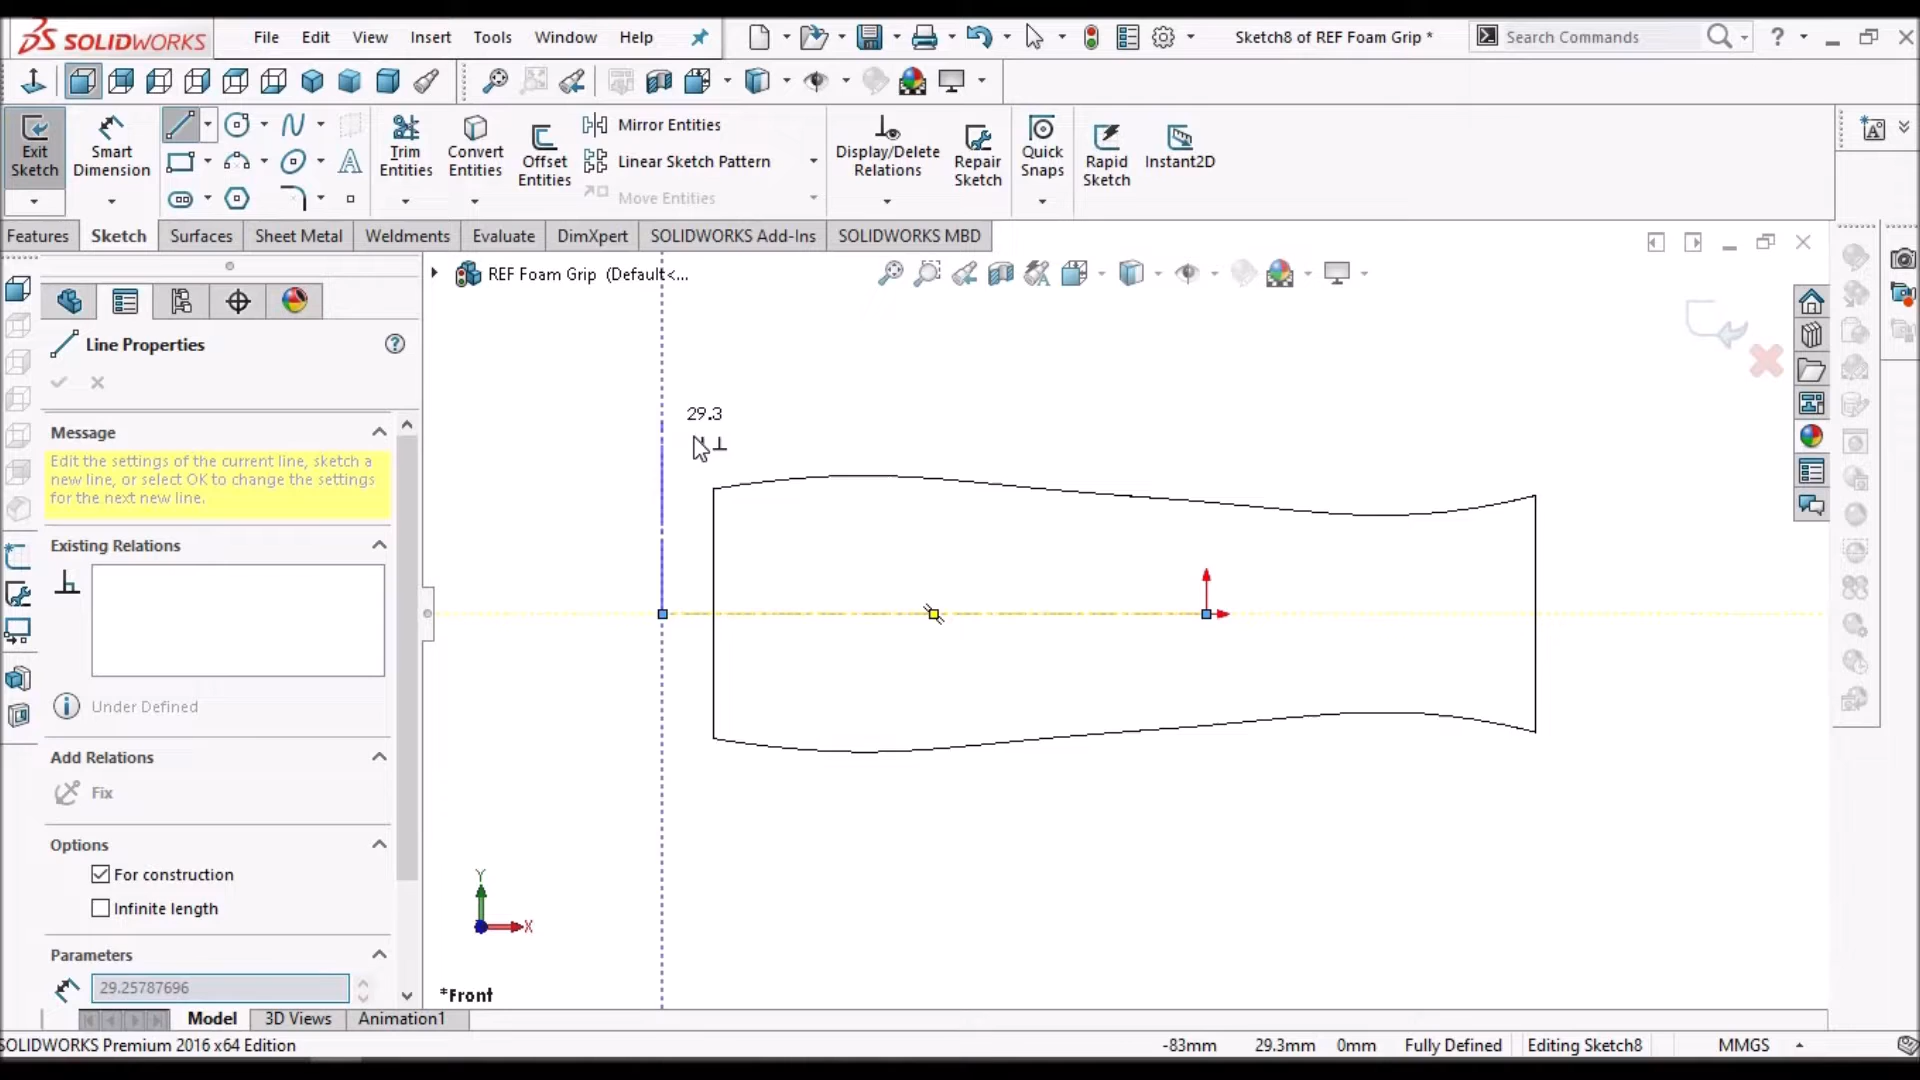 SOLIDWORKS
File Edit View Insert Tools Window Help
Sketch8 of REF Foam Grip *
Search Commands
Exit Sketch
Smart Dimension
Trim Entities
Convert Entities
Offset Entities
Mirror Entities
Linear Sketch Pattern
Move Entities
Display/Delete Relations
Repair Sketch
Quick Snaps
Rapid Sketch
Instant2D
Features Sketch Surfaces Sheet Metal Weldments Evaluate DimXpert SOLIDWORKS Add-Ins SOLIDWORKS MBD
REF Foam Grip (Default<...
Line Properties
Message
Edit the settings of the current line, sketch a
new line, or select OK to change the settings
for the next new line.
Existing Relations
Under Defined
Add Relations
Fix
Options
For construction
Infinite length
Parameters
29.25787696
29.3
Y
X
*Front
Model 3D Views Animation1
SOLIDWORKS Premium 2016 x64 Edition
-83mm 29.3mm 0mm Fully Defined Editing Sketch8 MMGS